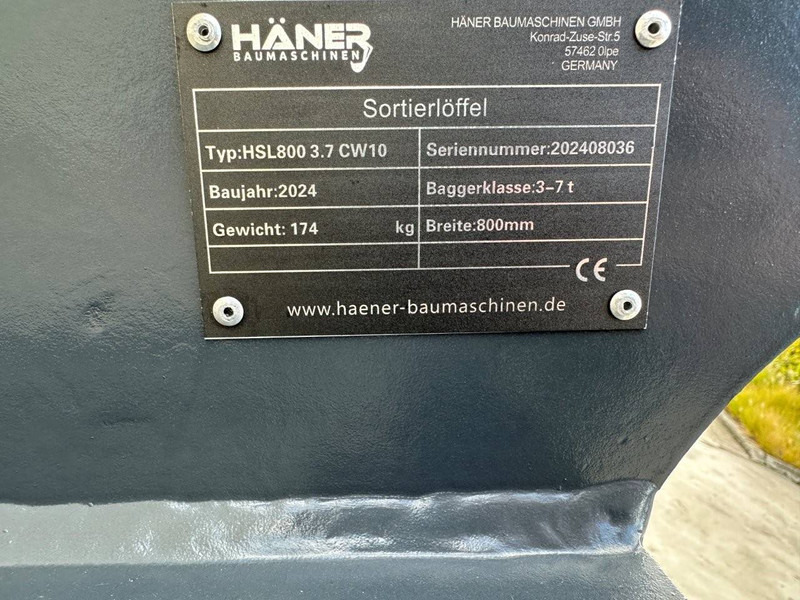 HÄNER
BAUMASCHINEN
HÄNER BAUMASCHINEN GMBH
Konrad-Zuse-Str.5
57462 Olpe
GERMANY
Sortierlöffel
Typ:HSL800 3.7 CW10
Seriennummer:202408036
Baujahr:2024
Baggerklasse:3-7 t
Gewicht: 174 kg
Breite:800mm
CE
www.haener-baumaschinen.de